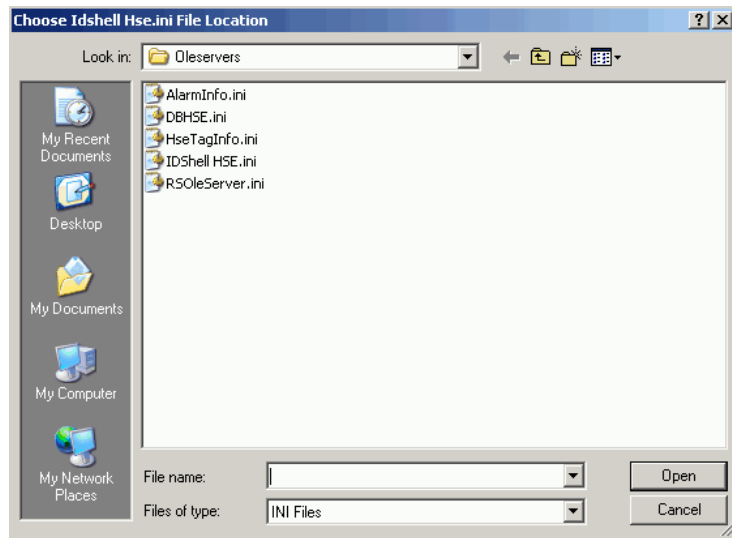 Choose Idshell Hse.ini File Location
Look in:
Oleservers
My Recent
Documents
Desktop
My Documents
My Computer
My Network
Places
AlarmInfo.ini
DBHSE.ini
HseTagInfo.ini
IDShell HSE.ini
RSOleServer.ini
File name:
Open
Files of type:
INI Files
Cancel